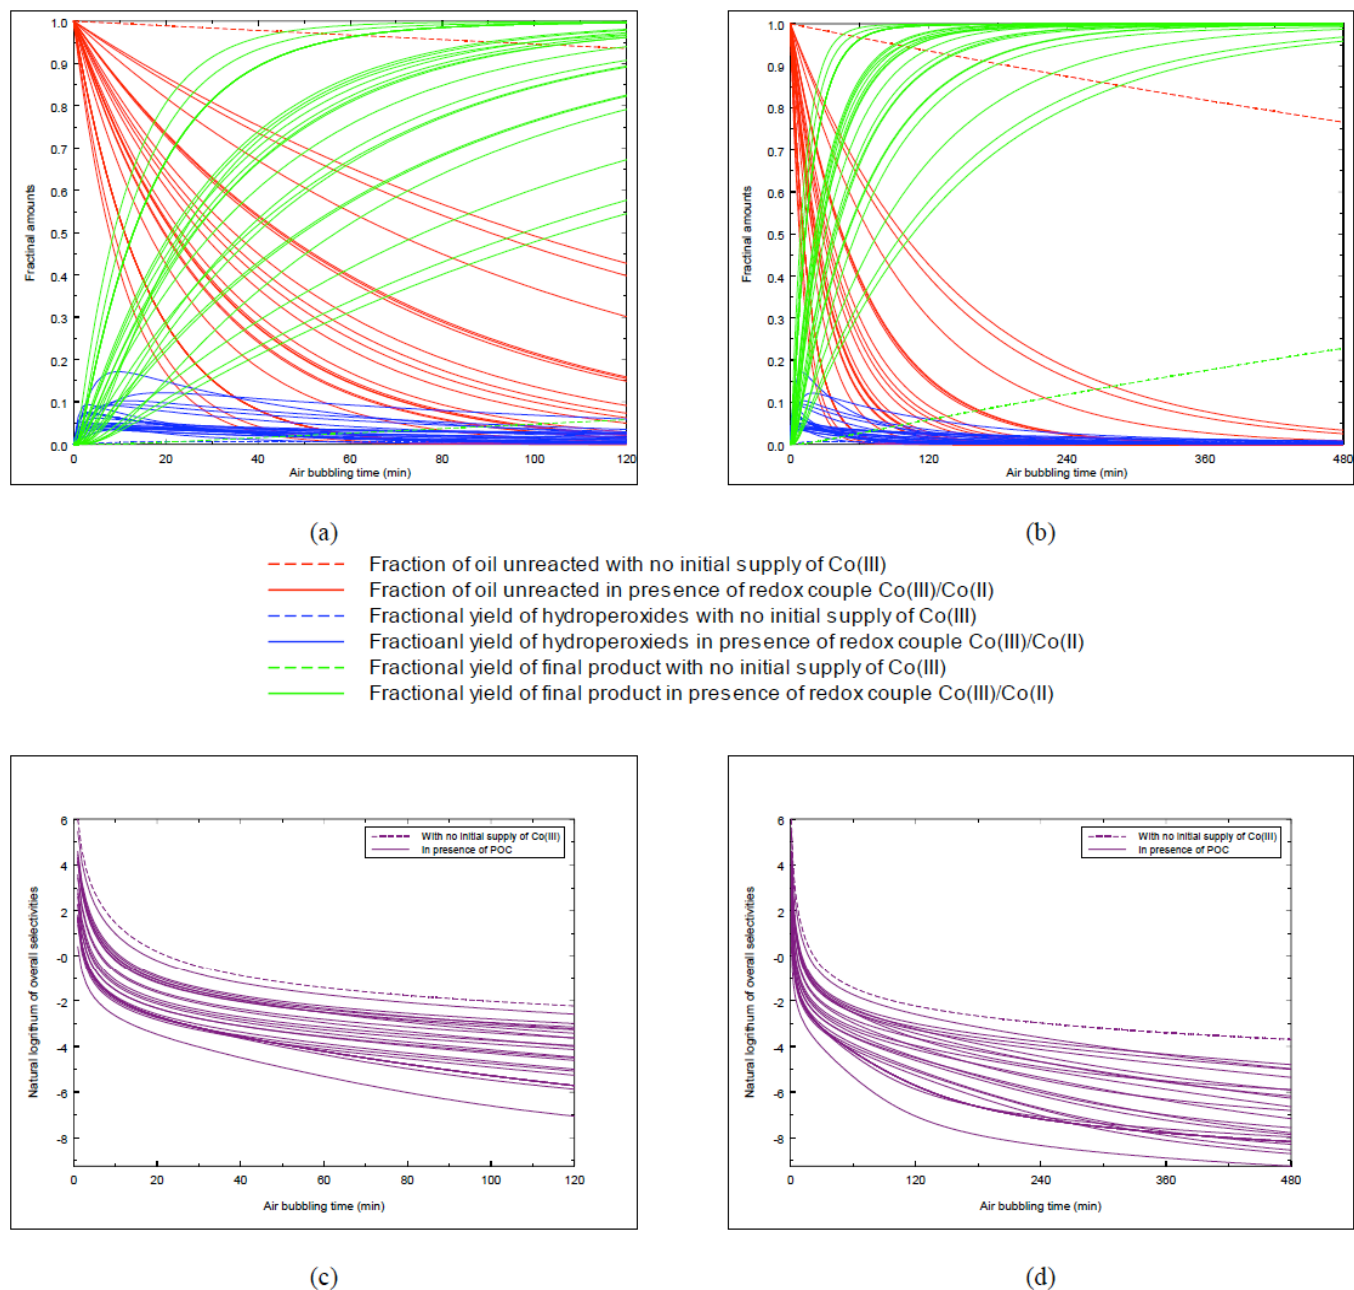 1.0
0.9
0.8
0.7
0.6
0.5
0.4
0.3
0.2
0.1
0.0
Fractinal amounts
0 20 40 60 80 100 120
Air bubbling time (min)
1.0
0.9
0.8
0.7
0.6
0.5
0.4
0.3
0.2
0.1
0.0
Fractional amounts
0 120 240 360 480
Air bubbling time (min)
(a) (b)
Fraction of oil unreacted with no initial supply of Co(III)
Fraction of oil unreacted in presence of redox couple Co(III)/Co(II)
Fractional yield of hydroperoxides with no initial supply of Co(III)
Fractioanl yield of hydroperoxieds in presence of redox couple Co(III)/Co(II)
Fractional yield of final product with no initial supply of Co(III)
Fractional yield of final product in presence of redox couple Co(III)/Co(II)
6
4
2
-0
-2
-4
-6
-8
Natural logrithum of overall selectivities
With no initial supply of Co(III)
In presence of POC
0 20 40 60 80 100 120
Air bubbling time (min)
6
4
2
-0
-2
-4
-6
-8
Natural logrithum of overall selectivities
With no initial supply of Co(III)
In presence of POC
0 120 240 360 480
Air bubbling time (min)
(c) (d)